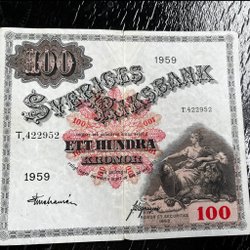 100
1959
SVERIGES
RIKSBANK
T,422952
T,422952
ETT HUNDRA
KRONOR
1959
100